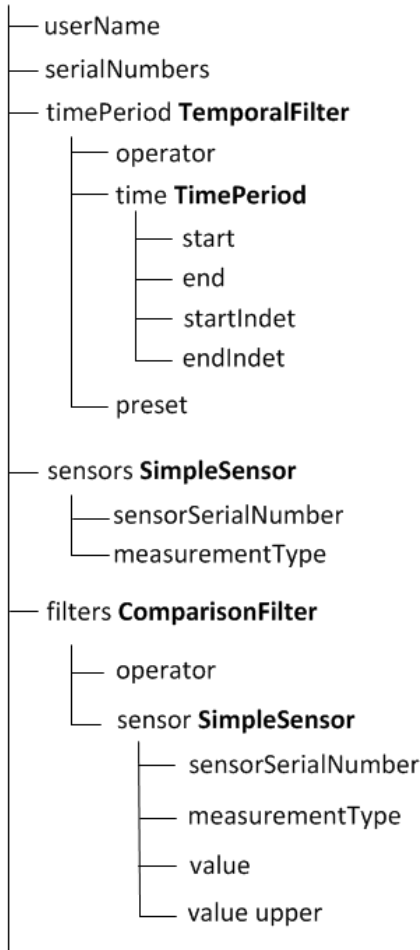 userName
serialNumbers
timePeriod TemporalFilter
operator
time TimePeriod
start
end
startIndet
endIndet
preset
sensors SimpleSensor
sensorSerialNumber
measurementType
filters ComparisonFilter
operator
sensor SimpleSensor
sensorSerialNumber
measurementType
value
value upper